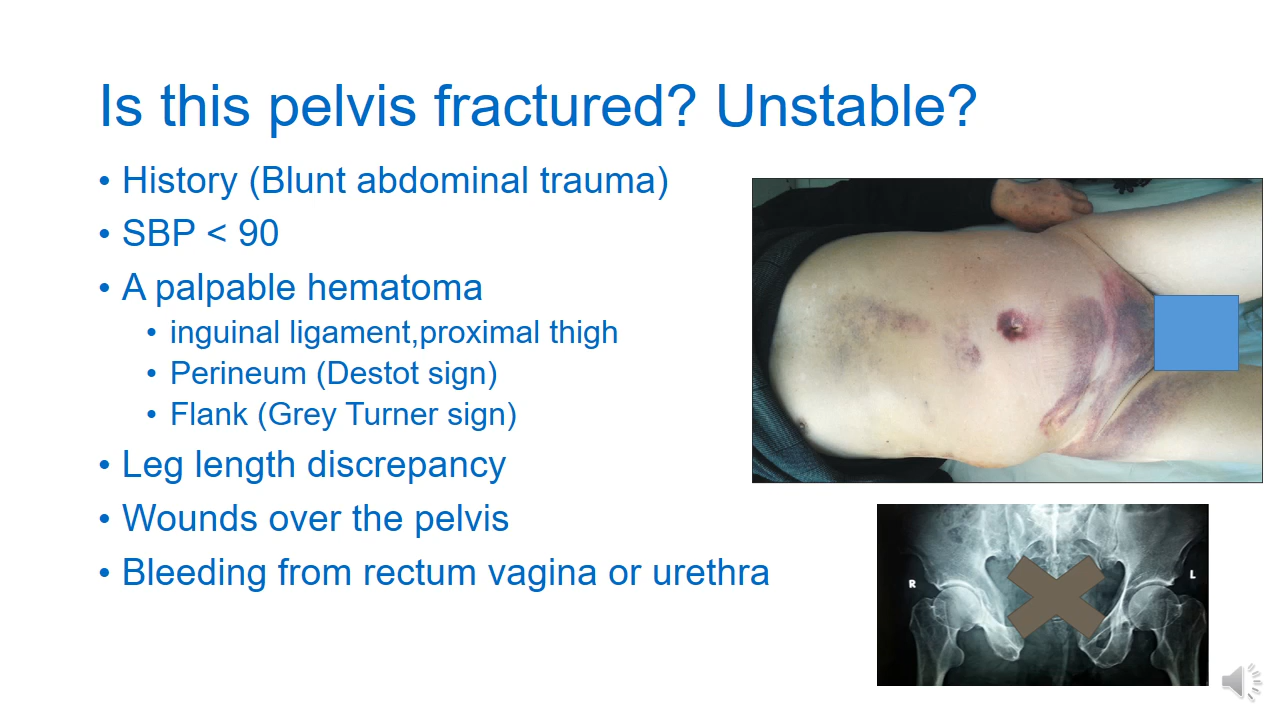 Is this pelvis fractured? Unstable?
• History (Blunt abdominal trauma)
• SBP < 90
• A palpable hematoma
• inguinal ligament,proximal thigh
• Perineum (Destot sign)
• Flank (Grey Turner sign)
• Leg length discrepancy
• Wounds over the pelvis
• Bleeding from rectum vagina or urethra
R
L